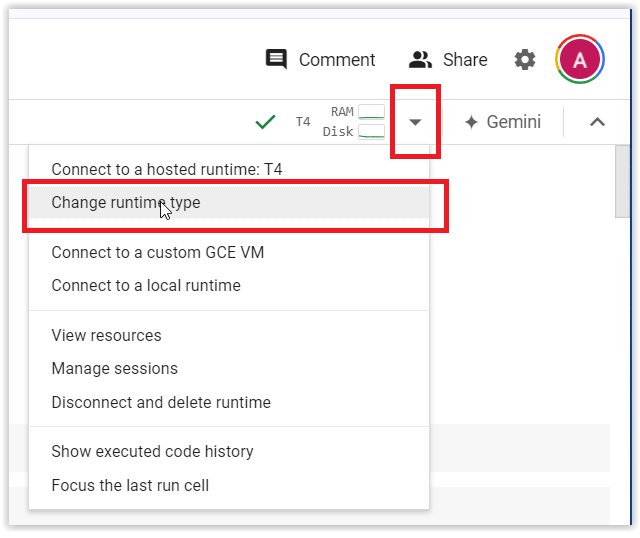 Comment Share A
T4 RAM Disk Gemini
Connect to a hosted runtime: T4
Change runtime type
Connect to a custom GCE VM
Connect to a local runtime
View resources
Manage sessions
Disconnect and delete runtime
Show executed code history
Focus the last run cell